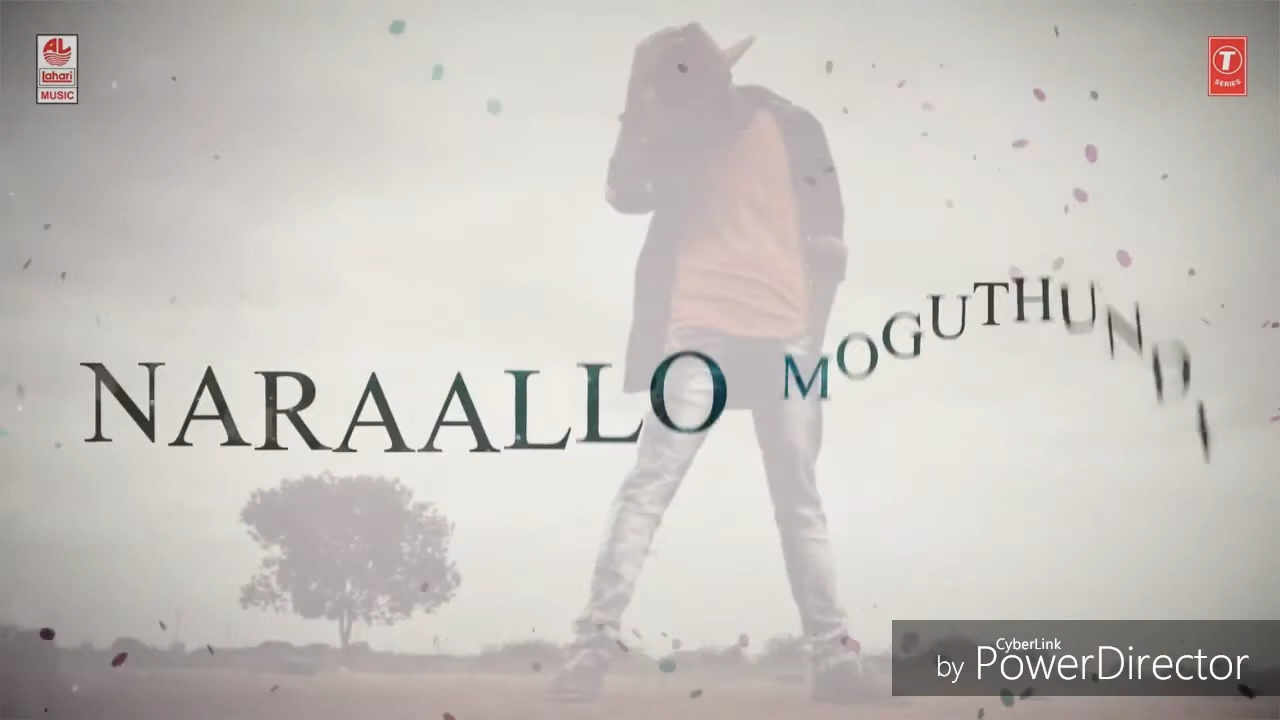 AL
Lahari
MUSIC
T
SERIES
NARAALLO MOGUTHUNDI
CyberLink
by PowerDirector